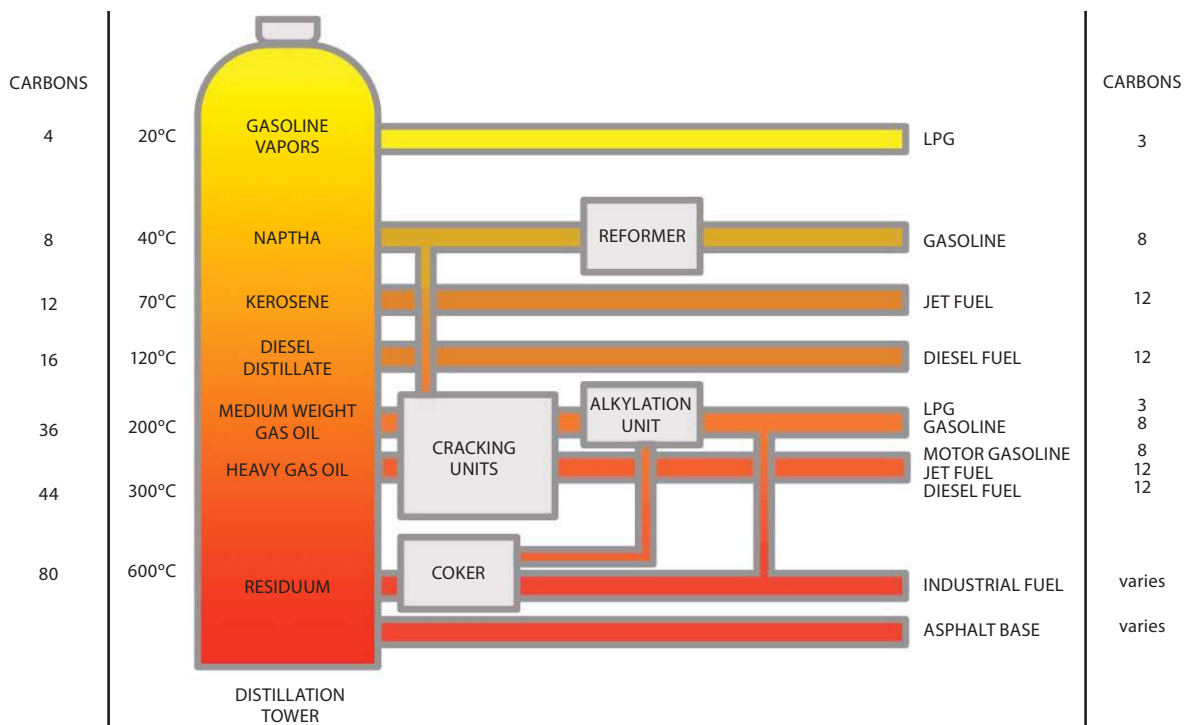 CARBONS
CARBONS
4
20°C
GASOLINE
VAPORS
LPG
3
8
40°C
NAPTHA
REFORMER
GASOLINE
8
12
70°C
KEROSENE
JET FUEL
12
16
120°C
DIESEL
DISTILLATE
DIESEL FUEL
12
36
200°C
MEDIUM WEIGHT
GAS OIL
CRACKING
UNITS
ALKYLATION
UNIT
LPG
3
GASOLINE
8
HEAVY GAS OIL
MOTOR GASOLINE
8
JET FUEL
12
44
300°C
DIESEL FUEL
12
80
600°C
RESIDUUM
COKER
INDUSTRIAL FUEL
varies
ASPHALT BASE
varies
DISTILLATION
TOWER